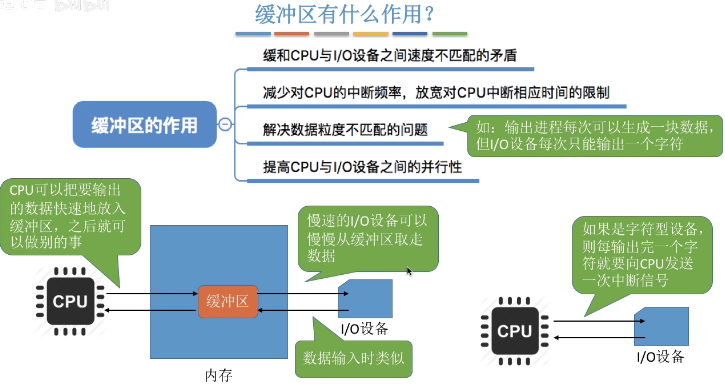 缓冲区有什么作用？
缓和CPU与I/O设备之间速度不匹配的矛盾
减少对CPU的中断频率，放宽对CPU中断相应时间的限制
缓冲区的作用
解决数据粒度不匹配的问题
如：输出进程每次可以生成一块数据，
但I/O设备每次只能输出一个字符
提高CPU与I/O设备之间的并行性
CPU可以把要输出
的数据快速地放入
缓冲区，之后就可
以做别的事
慢速的I/O设备可以
慢慢从缓冲区取走
数据
如果是字符型设备，
则每输出完一个字
符就要向CPU发送
一次中断信号
CPU
缓冲区
I/O设备
数据输入时类似
内存
CPU
I/O设备